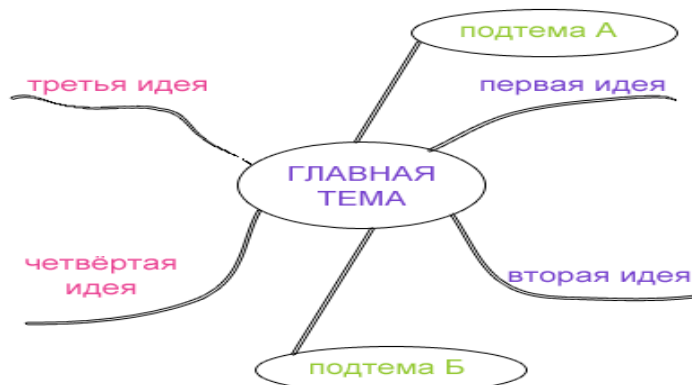 подтема А
третья идея
первая идея
ГЛАВНАЯ
ТЕМА
четвёртая
идея
вторая идея
подтема Б